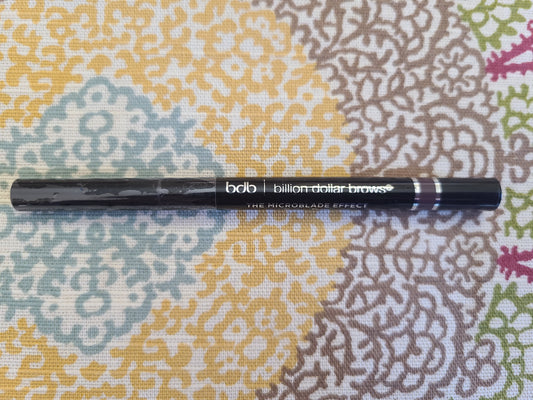 bdb | billion dollar brows®
THE MICROBLADE EFFECT